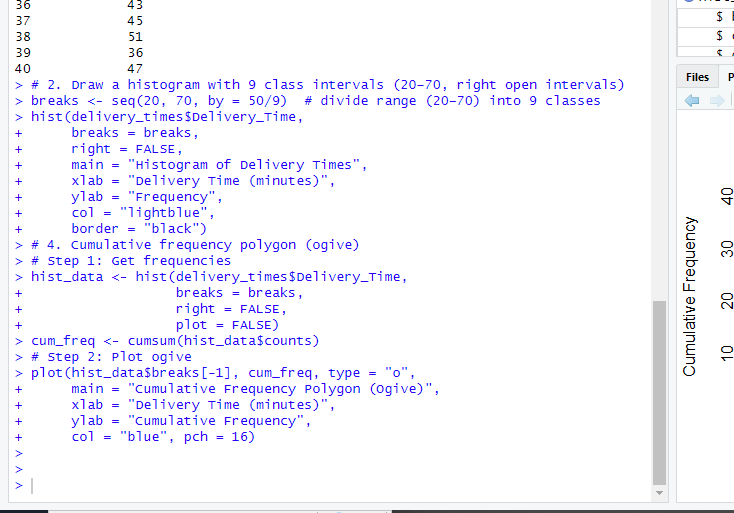 36 43
37 45
38 51
39 36
40 47
> # 2. Draw a histogram with 9 class intervals (20-70, right open intervals)
> breaks <- seq(20, 70, by = 50/9)  # divide range (20-70) into 9 classes
> hist(delivery_times$Delivery_Time,
+      breaks = breaks,
+      right = FALSE,
+      main = "Histogram of Delivery Times",
+      xlab = "Delivery Time (minutes)",
+      ylab = "Frequency",
+      col = "lightblue",
+      border = "black")
> # 4. Cumulative frequency polygon (ogive)
> # Step 1: Get frequencies
> hist_data <- hist(delivery_times$Delivery_Time,
+                   breaks = breaks,
+                   right = FALSE,
+                   plot = FALSE)
> cum_freq <- cumsum(hist_data$counts)
> # Step 2: Plot ogive
> plot(hist_data$breaks[-1], cum_freq, type = "o",
+      main = "Cumulative Frequency Polygon (Ogive)",
+      xlab = "Delivery Time (minutes)",
+      ylab = "Cumulative Frequency",
+      col = "blue", pch = 16)
>
>
>
$
$
Files P
Cumulative Frequency
40
30
20
10